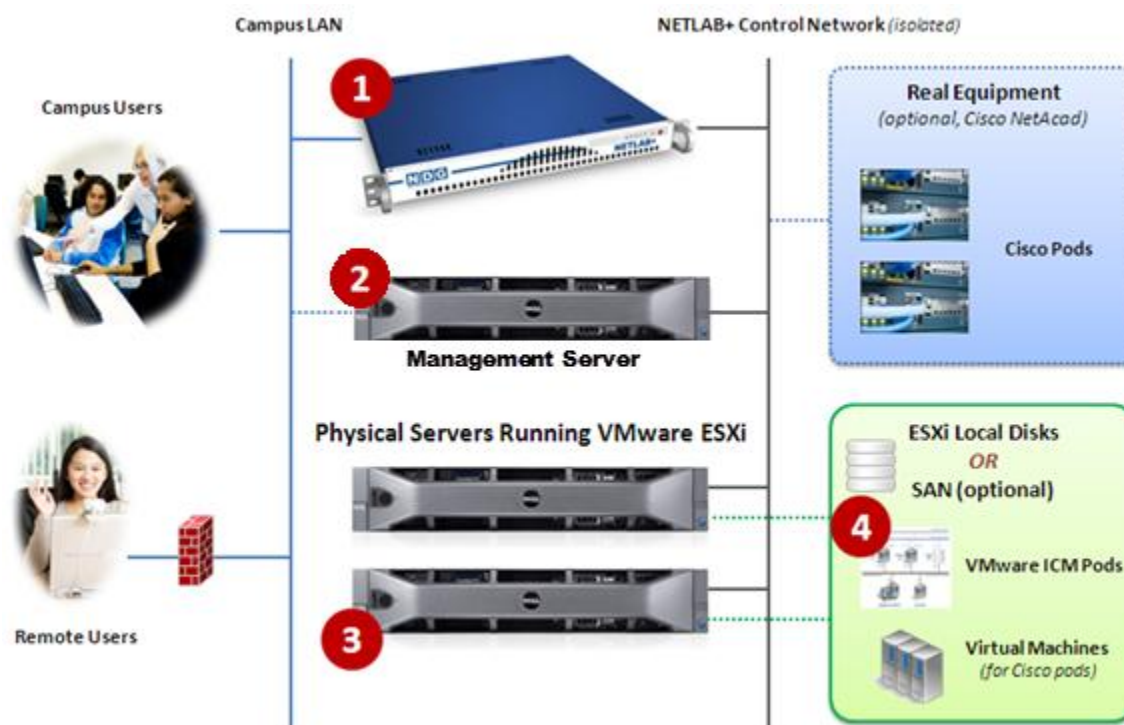 Campus LAN
NETLAB+ Control Network (isolated)
1
Campus Users
NDG
NETLAB+
Real Equipment
(optional, Cisco NetAcad)
Cisco Pods
2
Management Server
Physical Servers Running VMware ESXi
3
Remote Users
ESXi Local Disks
OR
SAN (optional)
4
VMware ICM Pods
Virtual Machines
(for Cisco pods)